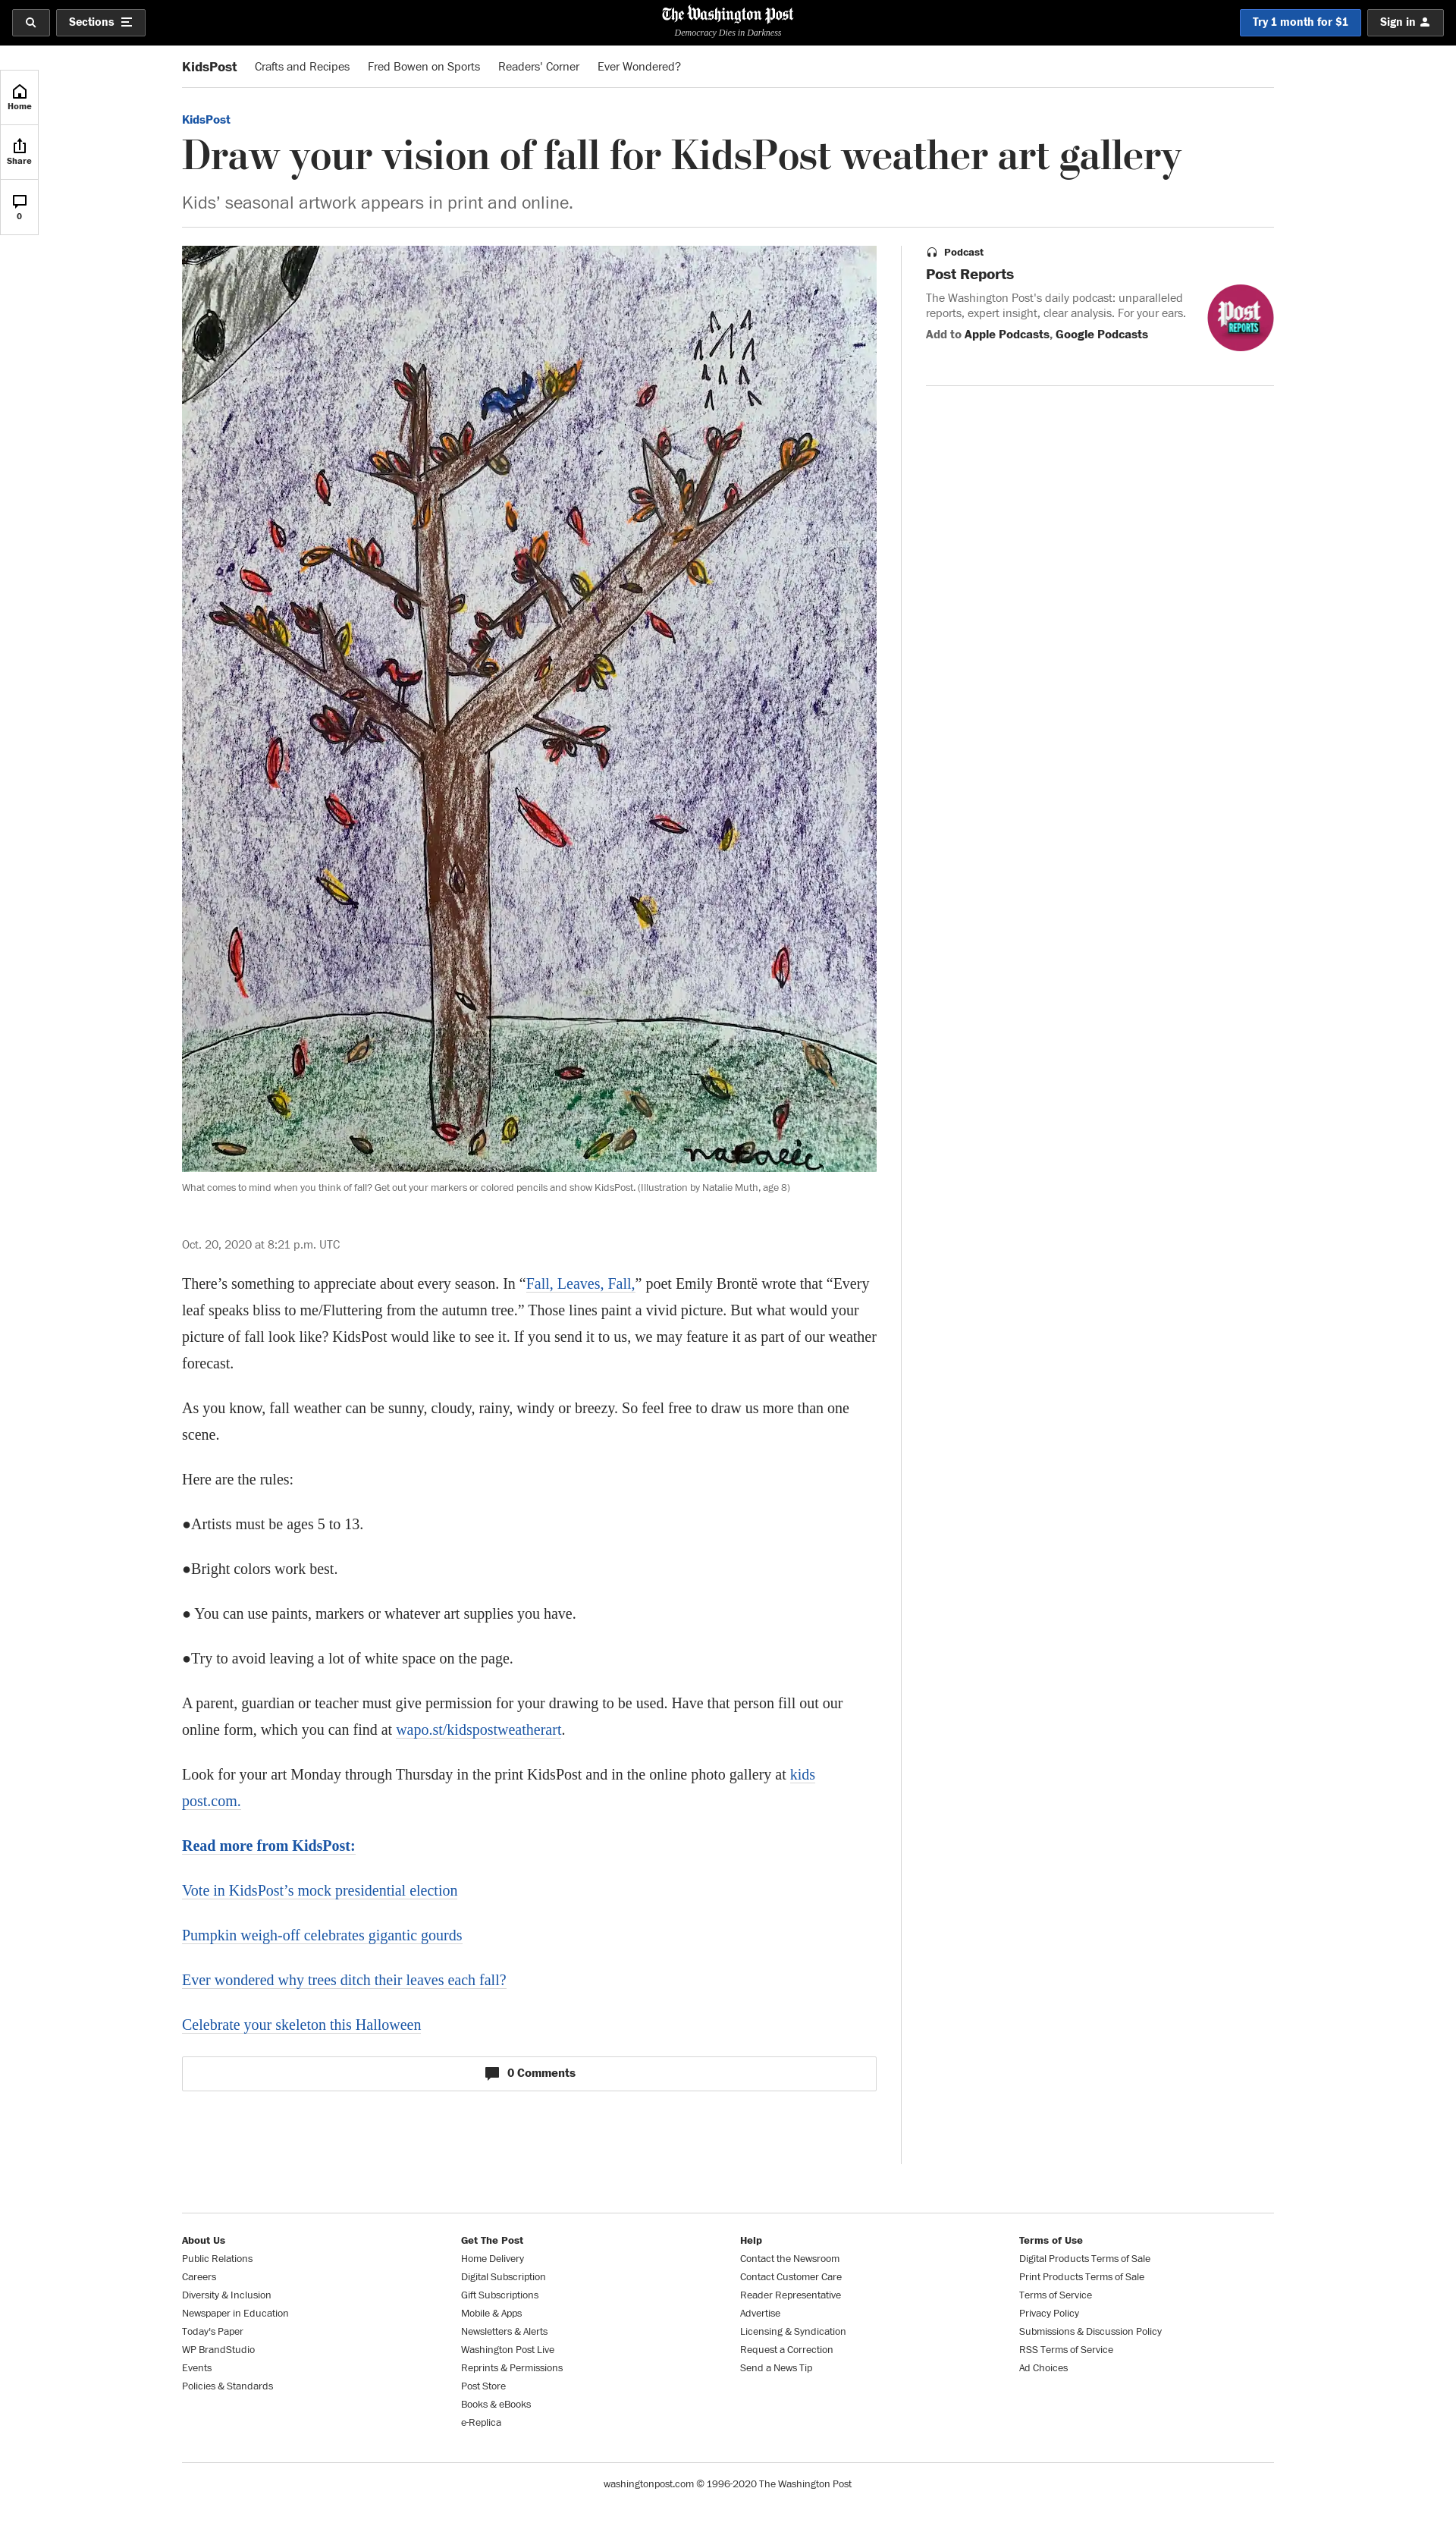 Sections
The Washington Post
Democracy Dies in Darkness
Try 1 month for $1
Sign in
Home
Share
0
KidsPost
Crafts and Recipes
Fred Bowen on Sports
Readers' Corner
Ever Wondered?
KidsPost
Draw your vision of fall for KidsPost weather art gallery
Kids’ seasonal artwork appears in print and online.
natalie
What comes to mind when you think of fall? Get out your markers or colored pencils and show KidsPost. (Illustration by Natalie Muth, age 8)
Podcast
Post Reports
The Washington Post's daily podcast: unparalleled
reports, expert insight, clear analysis. For your ears.
Add to Apple Podcasts, Google Podcasts
Post
REPORTS
Oct. 20, 2020 at 8:21 p.m. UTC
There’s something to appreciate about every season. In “Fall, Leaves, Fall,” poet Emily Brontë wrote that “Every
leaf speaks bliss to me/Fluttering from the autumn tree.” Those lines paint a vivid picture. But what would your
picture of fall look like? KidsPost would like to see it. If you send it to us, we may feature it as part of our weather
forecast.
As you know, fall weather can be sunny, cloudy, rainy, windy or breezy. So feel free to draw us more than one
scene.
Here are the rules:
●Artists must be ages 5 to 13.
●Bright colors work best.
● You can use paints, markers or whatever art supplies you have.
●Try to avoid leaving a lot of white space on the page.
A parent, guardian or teacher must give permission for your drawing to be used. Have that person fill out our
online form, which you can find at wapo.st/kidspostweatherart.
Look for your art Monday through Thursday in the print KidsPost and in the online photo gallery at kids
post.com.
Read more from KidsPost:
Vote in KidsPost’s mock presidential election
Pumpkin weigh-off celebrates gigantic gourds
Ever wondered why trees ditch their leaves each fall?
Celebrate your skeleton this Halloween
0 Comments
About Us
Public Relations
Careers
Diversity & Inclusion
Newspaper in Education
Today's Paper
WP BrandStudio
Events
Policies & Standards
Get The Post
Home Delivery
Digital Subscription
Gift Subscriptions
Mobile & Apps
Newsletters & Alerts
Washington Post Live
Reprints & Permissions
Post Store
Books & eBooks
e-Replica
Help
Contact the Newsroom
Contact Customer Care
Reader Representative
Advertise
Licensing & Syndication
Request a Correction
Send a News Tip
Terms of Use
Digital Products Terms of Sale
Print Products Terms of Sale
Terms of Service
Privacy Policy
Submissions & Discussion Policy
RSS Terms of Service
Ad Choices
washingtonpost.com © 1996-2020 The Washington Post